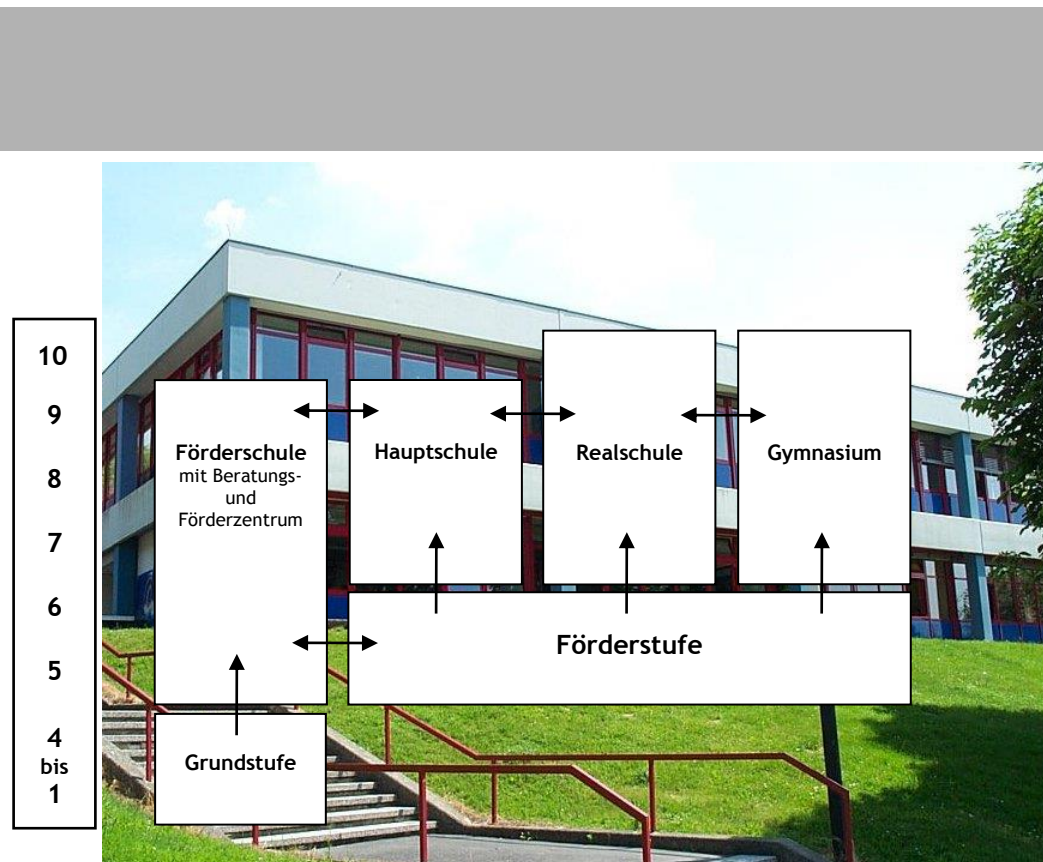 10
9
8
7
6
5
4
bis
1
Förderschule
mit Beratungs-
und
Förderzentrum
Hauptschule
Realschule
Gymnasium
Förderstufe
Grundstufe